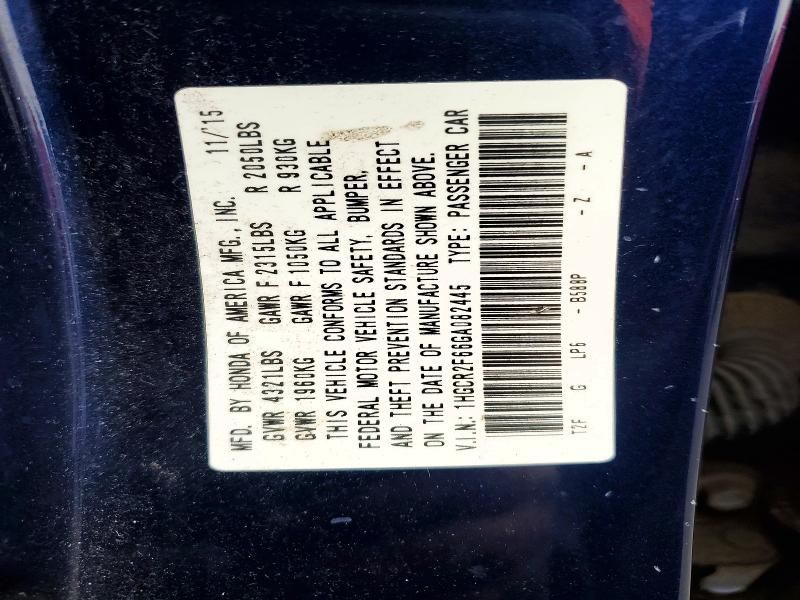 MFD. BY HONDA OF AMERICA MFG., INC. 11/'15
GVWR 4321LBS GAWR F 2315LBS R 2050LBS
GVWR 1960KG GAWR F 1050KG R 930KG
THIS VEHICLE CONFORMS TO ALL APPLICABLE
FEDERAL MOTOR VEHICLE SAFETY, BUMPER,
AND THEFT PREVENTION STANDARDS IN EFFECT
ON THE DATE OF MANUFACTURE SHOWN ABOVE.
V.I.N.: 1HGCR2F66GA082445 TYPE: PASSENGER CAR
T2F G LP6 - B588P - Z - A